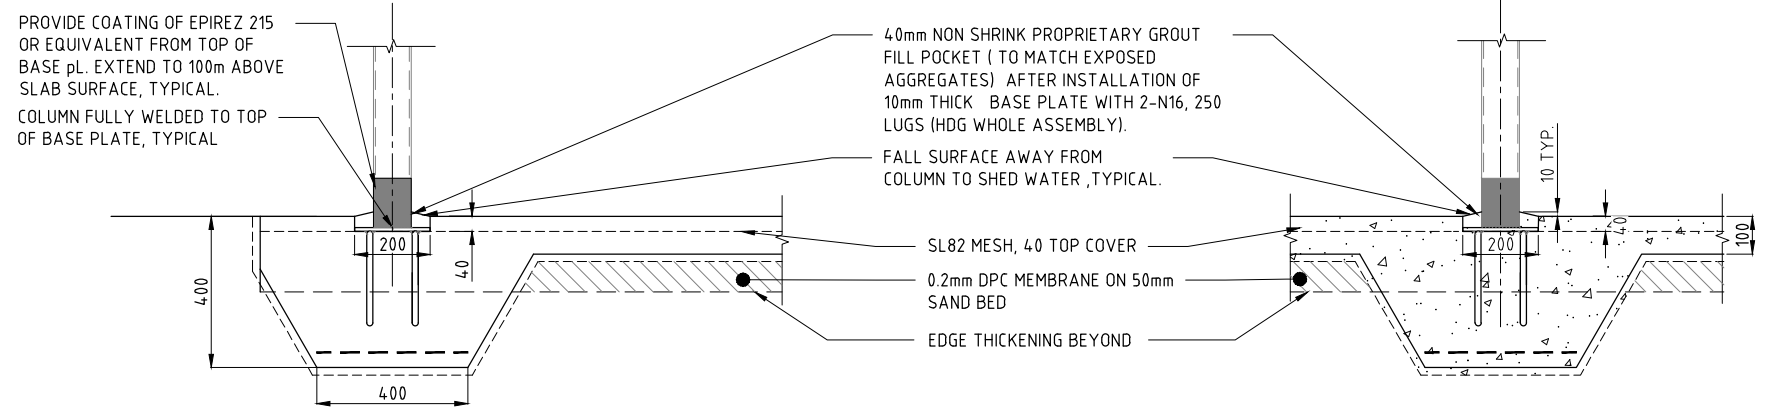 PROVIDE COATING OF EPIREZ 215
OR EQUIVALENT FROM TOP OF
BASE pL. EXTEND TO 100m ABOVE
SLAB SURFACE, TYPICAL.
COLUMN FULLY WELDED TO TOP
OF BASE PLATE, TYPICAL
40mm NON SHRINK PROPRIETARY GROUT
FILL POCKET ( TO MATCH EXPOSED
AGGREGATES) AFTER INSTALLATION OF
10mm THICK BASE PLATE WITH 2-N16, 250
LUGS (HDG WHOLE ASSEMBLY).
FALL SURFACE AWAY FROM
COLUMN TO SHED WATER ,TYPICAL.
SL82 MESH, 40 TOP COVER
0.2mm DPC MEMBRANE ON 50mm
SAND BED
EDGE THICKENING BEYOND
200
40
400
400
10 TYP.
40
200
100